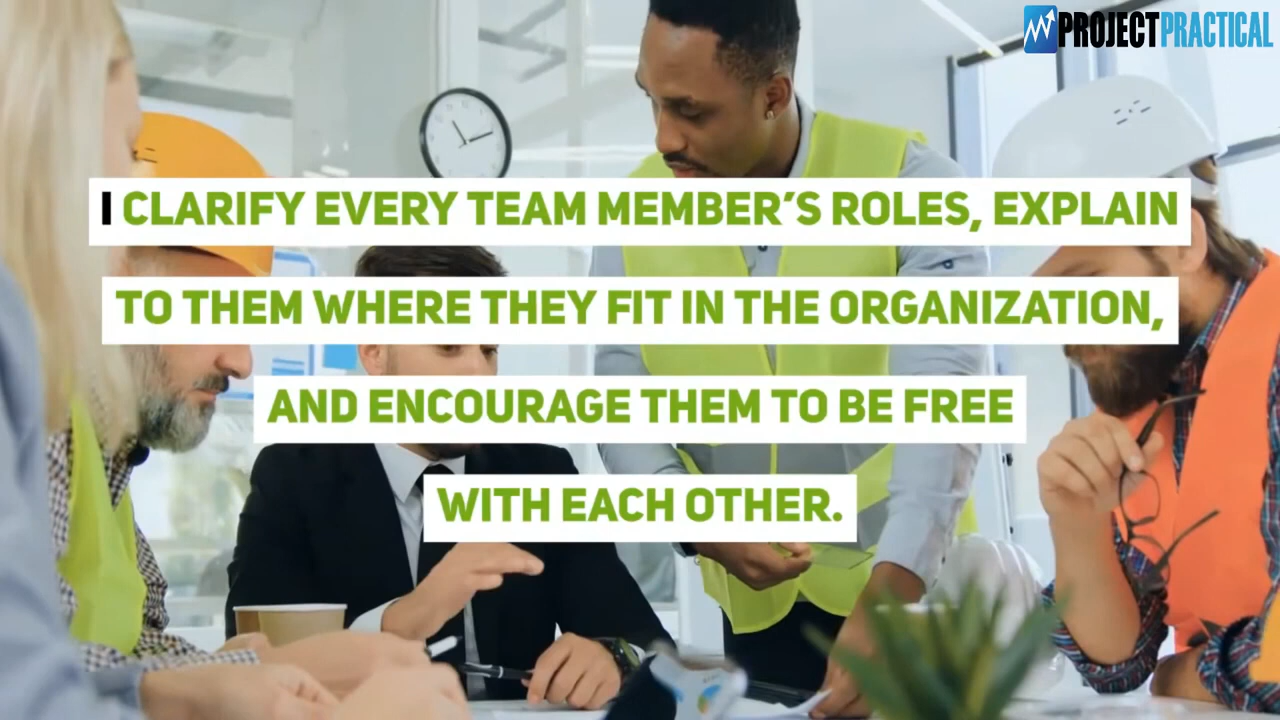 PROJECTPRACTICAL
I CLARIFY EVERY TEAM MEMBER'S ROLES, EXPLAIN
TO THEM WHERE THEY FIT IN THE ORGANIZATION,
AND ENCOURAGE THEM TO BE FREE
WITH EACH OTHER.